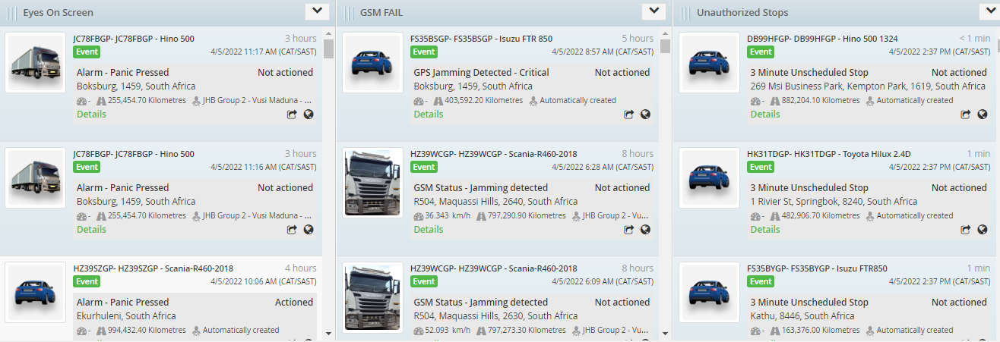 Eyes On Screen
JC78FBGP- JC78FBGP - Hino 500
3 hours
Event
4/5/2022 11:17 AM (CAT/SAST)
Alarm - Panic Pressed
Not actioned
Boksburg, 1459, South Africa
- 255,454.70 Kilometres JHB Group 2 - Vusi Maduna - ...
Details
JC78FBGP- JC78FBGP - Hino 500
3 hours
Event
4/5/2022 11:16 AM (CAT/SAST)
Alarm - Panic Pressed
Not actioned
Boksburg, 1459, South Africa
- 255,454.70 Kilometres JHB Group 2 - Vusi Maduna - ...
Details
HZ39SZGP- HZ39SZGP - Scania-R460-2018
4 hours
Event
4/5/2022 10:06 AM (CAT/SAST)
Alarm - Panic Pressed
Actioned
Ekurhuleni, South Africa
- 994,432.40 Kilometres Automatically created
GSM FAIL
FS35BSGP- FS35BSGP - Isuzu FTR 850
5 hours
Event
4/5/2022 8:57 AM (CAT/SAST)
GPS Jamming Detected - Critical
Not actioned
Boksburg, 1459, South Africa
- 403,592.20 Kilometres Automatically created
Details
HZ39WCGP- HZ39WCGP - Scania-R460-2018
8 hours
Event
4/5/2022 6:28 AM (CAT/SAST)
GSM Status - Jamming detected
Not actioned
R504, Maquassi Hills, 2640, South Africa
36.343 km/h 797,290.90 Kilometres JHB Group 2 - Vu...
Details
HZ39WCGP- HZ39WCGP - Scania-R460-2018
8 hours
Event
4/5/2022 6:09 AM (CAT/SAST)
GSM Status - Jamming detected
Not actioned
R504, Maquassi Hills, 2630, South Africa
52.093 km/h 797,273.30 Kilometres JHB Group 2 - Vu...
Unauthorized Stops
DB99HFGP- DB99HFGP - Hino 500 1324
< 1 min
Event
4/5/2022 2:37 PM (CAT/SAST)
3 Minute Unscheduled Stop
Not actioned
269 Msi Business Park, Kempton Park, 1619, South Africa
- 882,204.10 Kilometres Automatically created
Details
HK31TDGP- HK31TDGP - Toyota Hilux 2.4D
1 min
Event
4/5/2022 2:37 PM (CAT/SAST)
3 Minute Unscheduled Stop
Not actioned
1 Rivier St, Springbok, 8240, South Africa
- 482,906.70 Kilometres Automatically created
Details
FS35BYGP- FS35BYGP - Isuzu FTR850
1 min
Event
4/5/2022 2:37 PM (CAT/SAST)
3 Minute Unscheduled Stop
Not actioned
Kathu, 8446, South Africa
- 163,376.00 Kilometres Automatically created